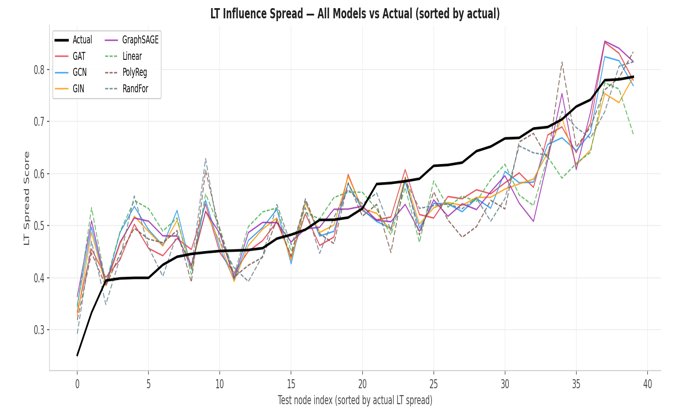 LT Influence Spread — All Models vs Actual (sorted by actual)
Actual
GAT
GCN
GIN
GraphSAGE
Linear
PolyReg
RandFor
LT Spread Score
0.8
0.7
0.6
0.5
0.4
0.3
0 5 10 15 20 25 30 35 40
Test node index (sorted by actual LT spread)